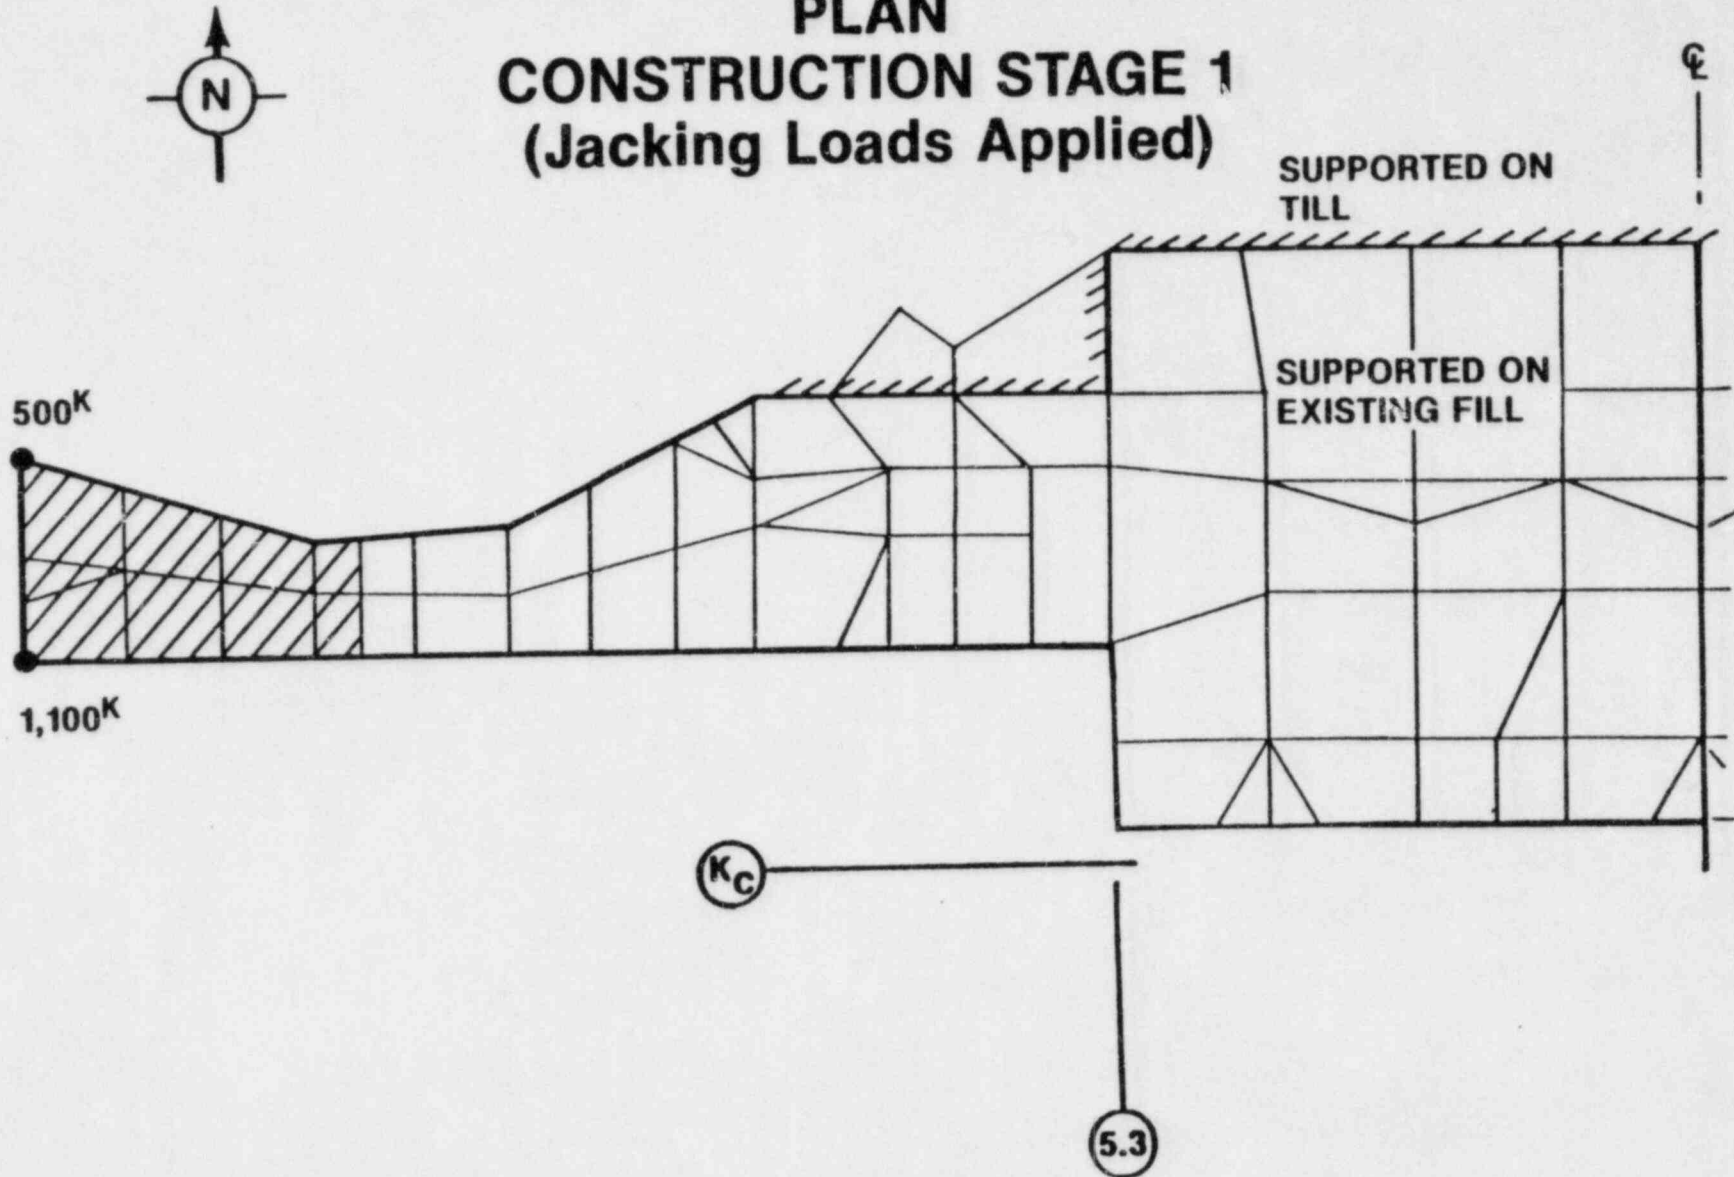 PLAN
CONSTRUCTION STAGE 1
(Jacking Loads Applied)
N
℄
SUPPORTED ON
TILL
SUPPORTED ON
EXISTING FILL
500K
1,100K
KC
5.3